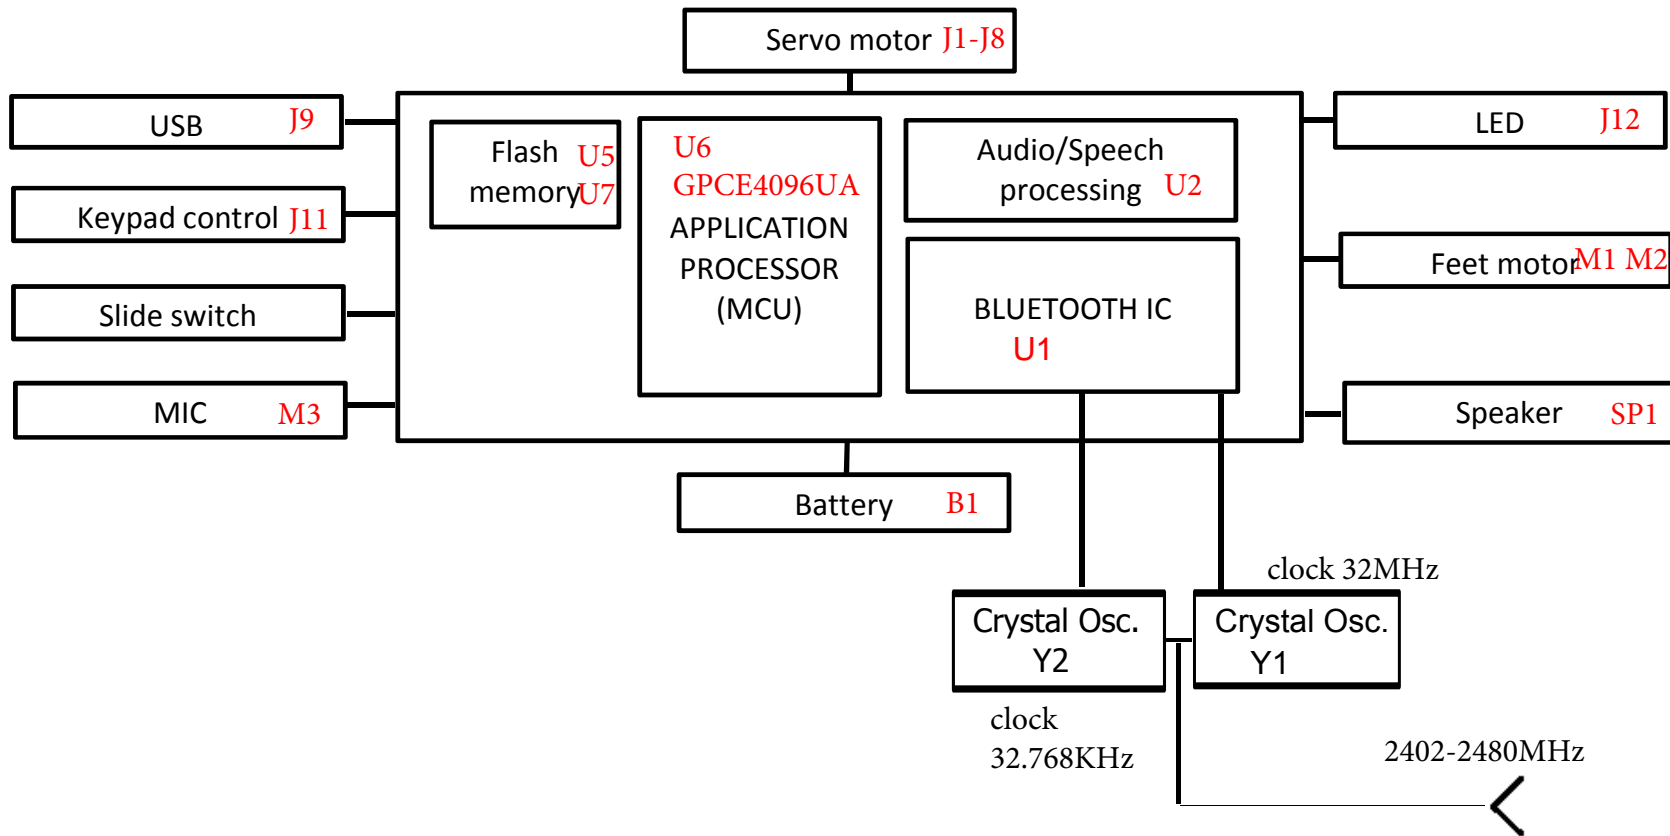 Servo motor J1-J8
USB J9
LED J12
Flash U5
memory U7
U6
GPCE4096UA
APPLICATION
PROCESSOR
(MCU)
Audio/Speech
processing U2
Keypad control J11
Feet motor M1 M2
Slide switch
BLUETOOTH IC
U1
MIC M3
Speaker SP1
Battery B1
clock 32MHz
Crystal Osc.
Y2
Crystal Osc.
Y1
clock
32.768KHz
2402-2480MHz